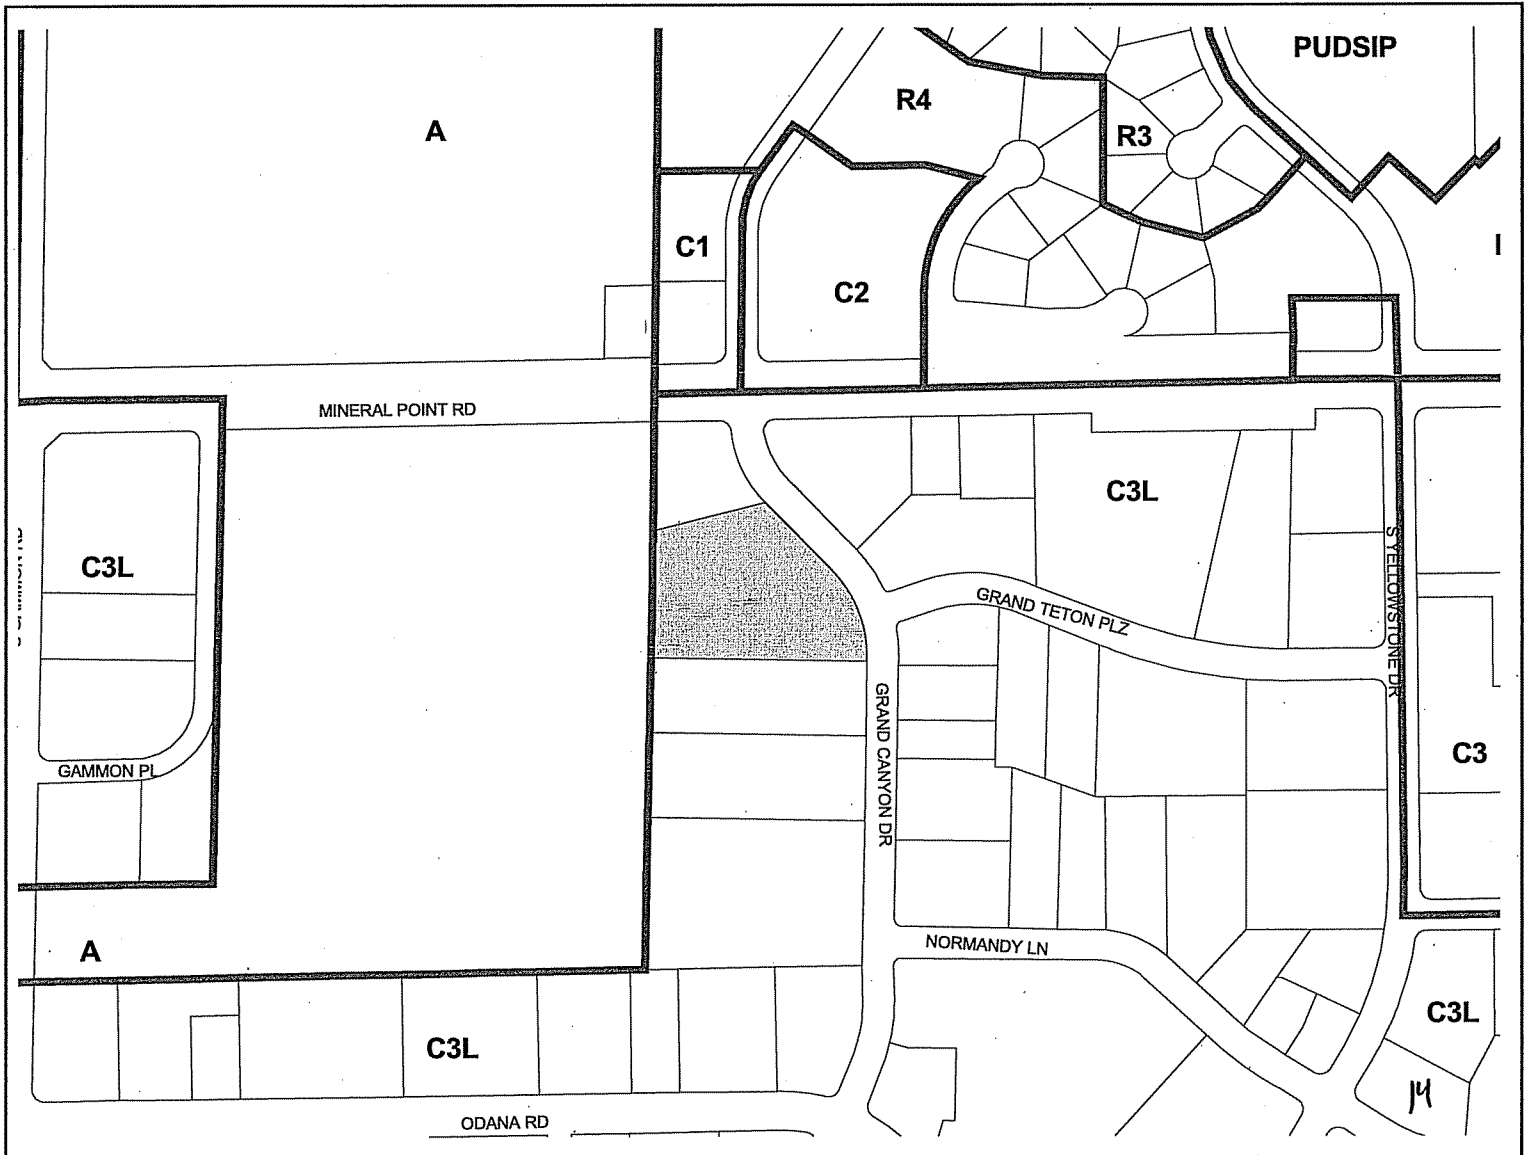 PUDSIP
R4
A
R3
C1
C2
MINERAL POINT RD
C3L
C3L
S YELLOWSTONE DR
GRAND TETON PLZ
GRAND CANYON DR
C3
GAMMON PL
NORMANDY LN
A
C3L
C3L
14
ODANA RD